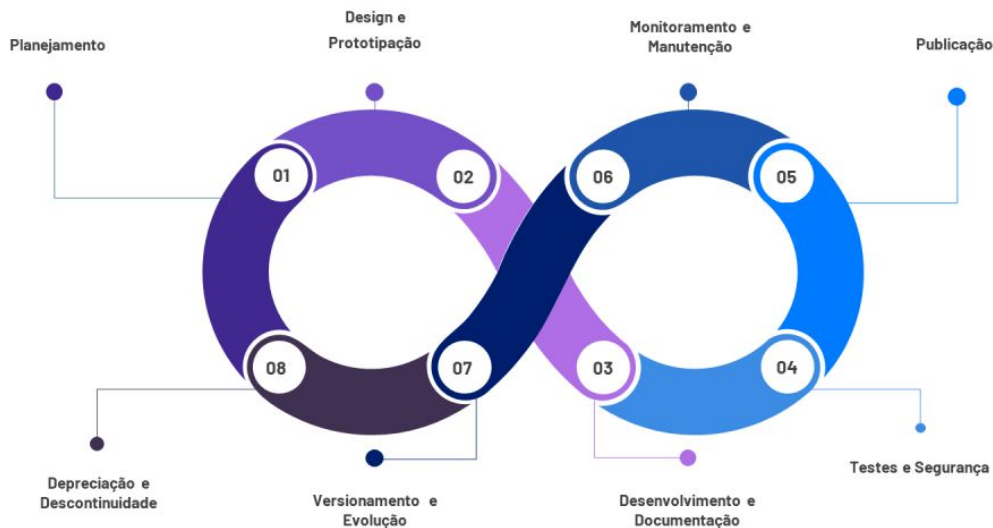 Planejamento
Design e
Prototipação
Monitoramento e
Manutenção
Publicação
01
02
06
05
08
07
03
04
Depreciação e
Descontinuidade
Versionamento e
Evolução
Desenvolvimento e
Documentação
Testes e Segurança